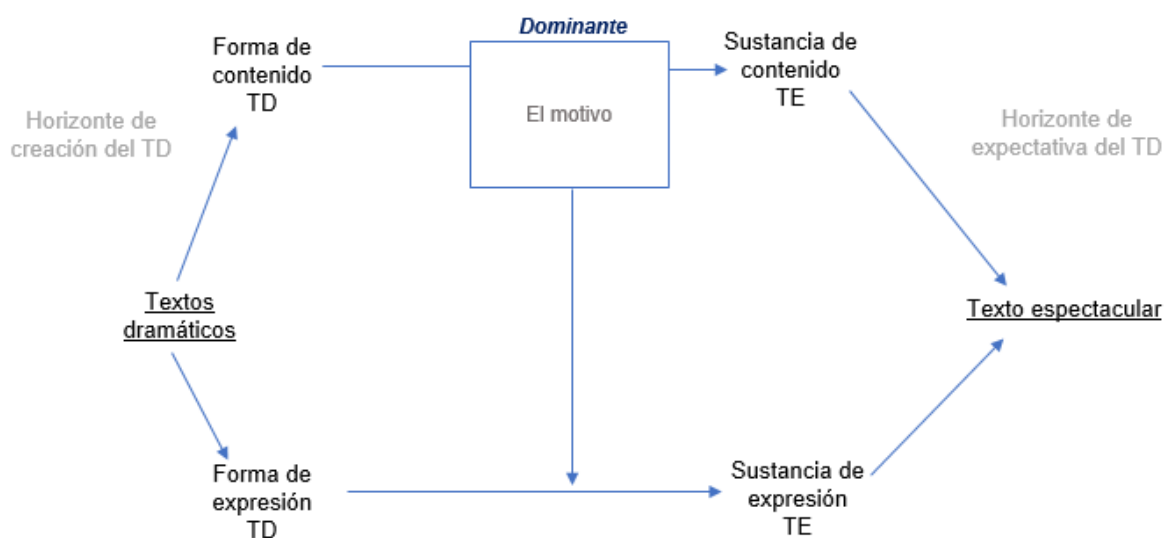 Dominante
Forma de
contenido
TD
El motivo
Sustancia de
contenido
TE
Horizonte de
creación del TD
Horizonte de
expectativa del TD
Textos
dramáticos
Texto espectacular
Forma de
expresión
TD
Sustancia de
expresión
TE